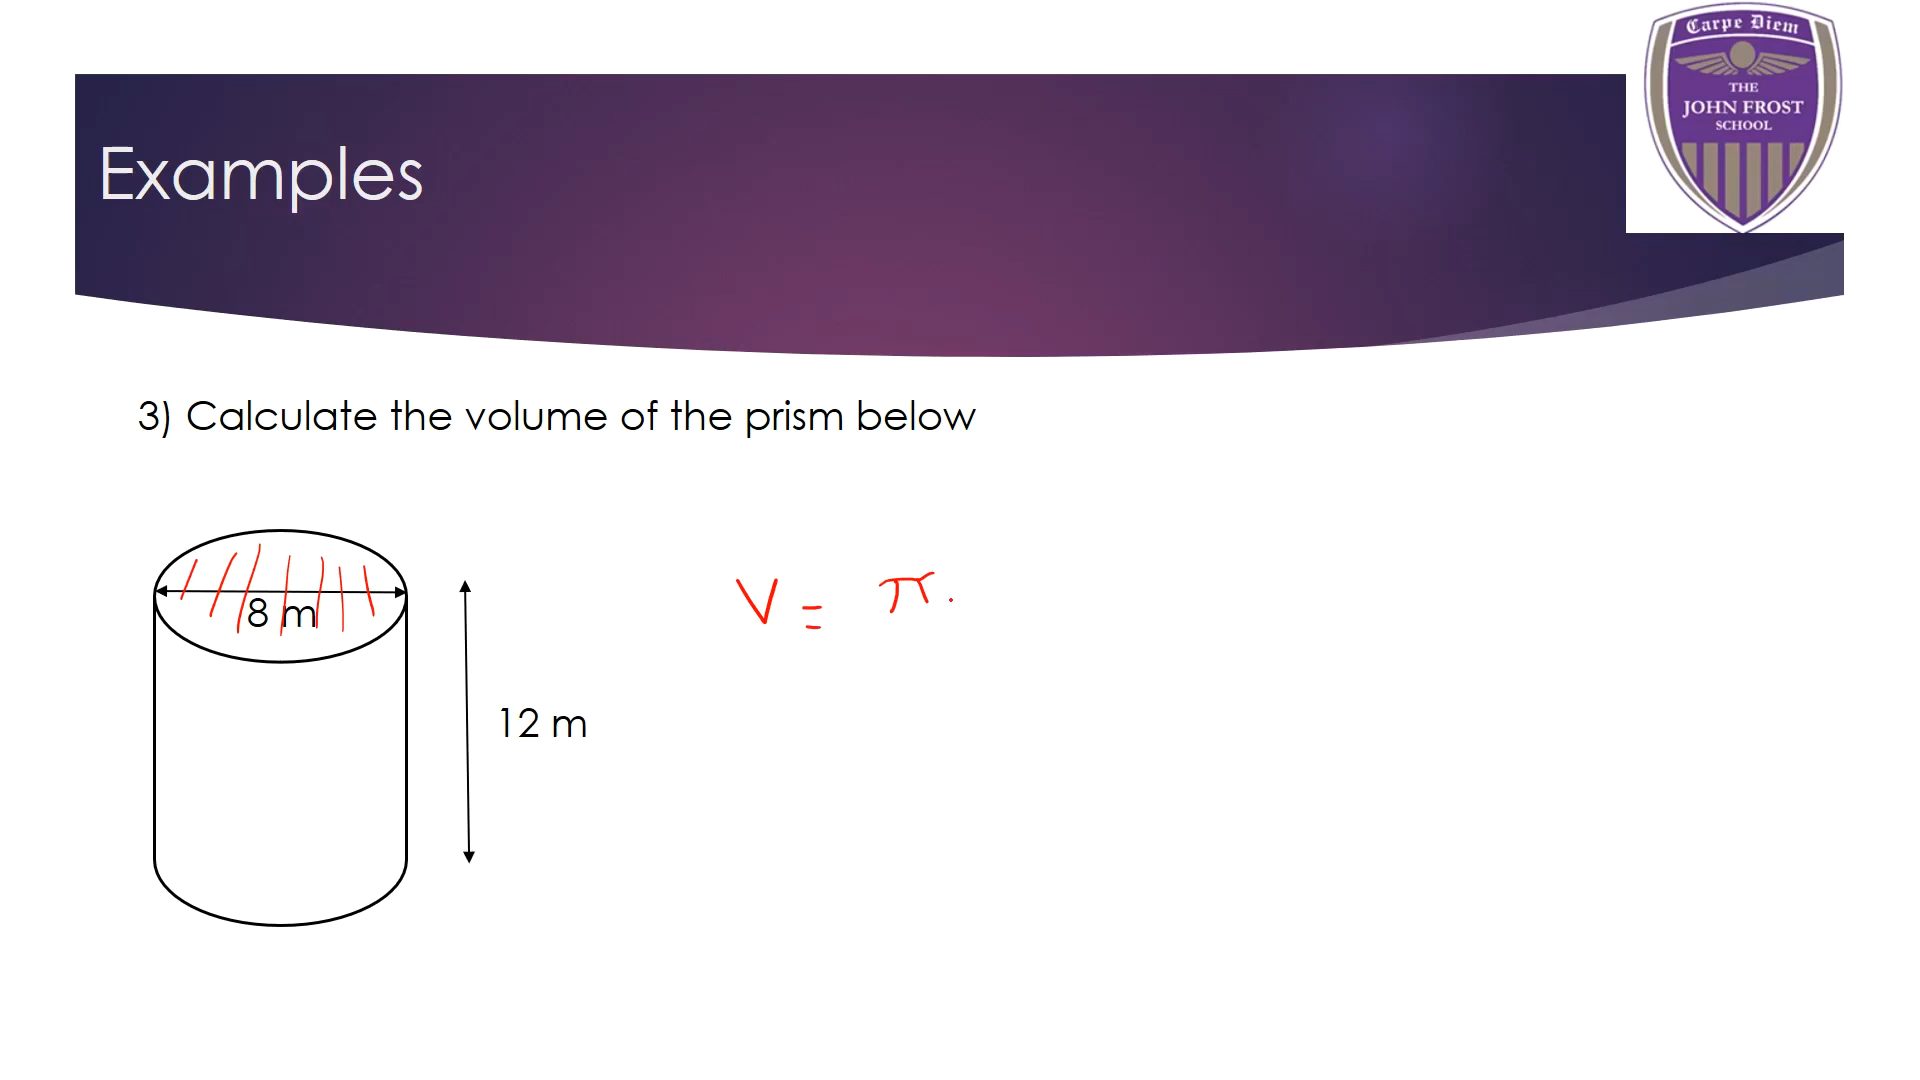 Carpe Diem
THE
JOHN FROST
SCHOOL
Examples
3) Calculate the volume of the prism below
8 m
V = π
12 m